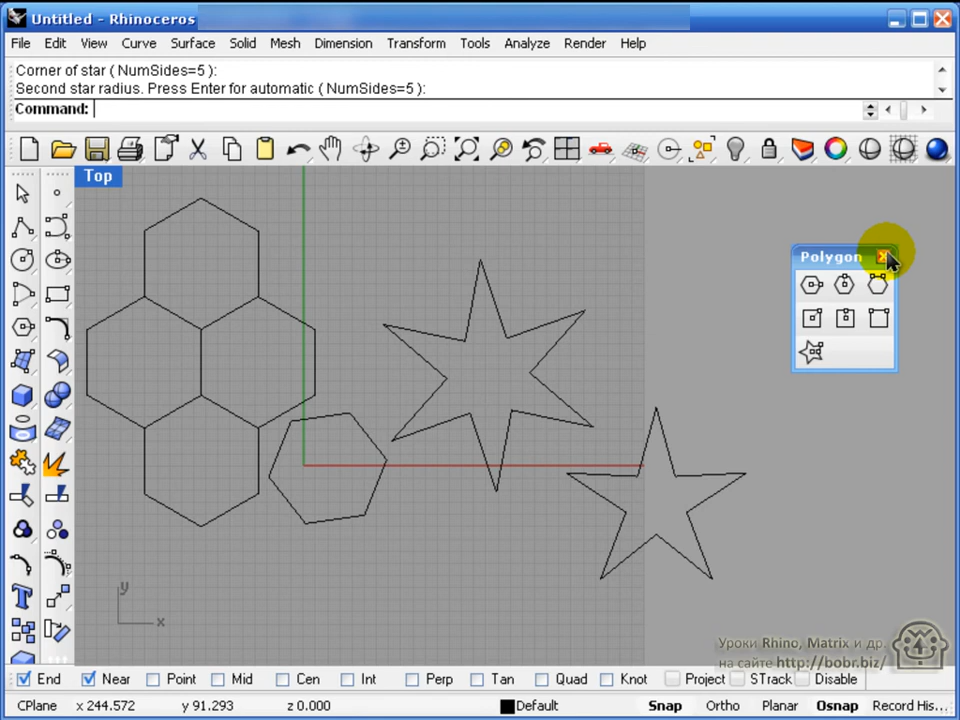 Untitled - Rhinoceros
File Edit View Curve Surface Solid Mesh Dimension Transform Tools Analyze Render Help
Corner of star ( NumSides=5 ):
Second star radius. Press Enter for automatic ( NumSides=5 ):
Command:
Top
Polygon
y
x
Уроки Rhino, Matrix и др.
на сайте http://bobr.biz/
End Near Point Mid Cen Int Perp Tan Quad Knot Project STrack Disable
CPlane x 244.572 y 91.293 z 0.000 Default Snap Ortho Planar Osnap Record His...